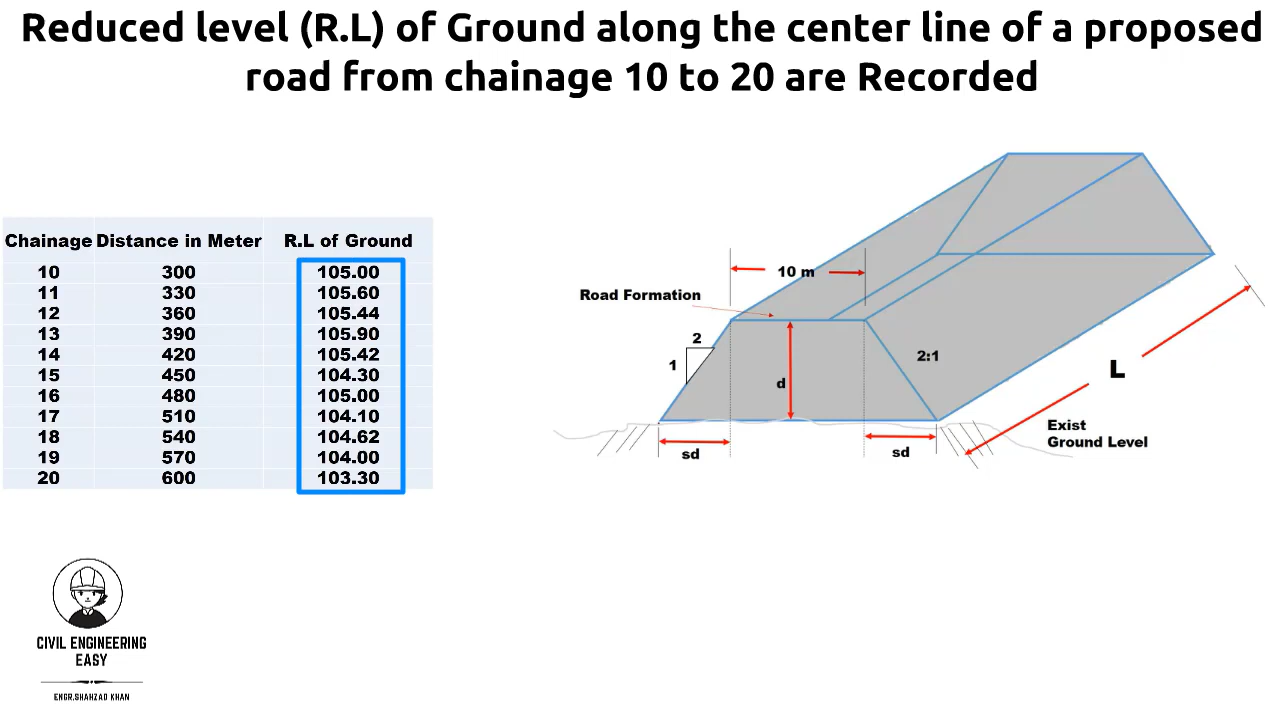 Reduced level (R.L) of Ground along the center line of a proposed
road from chainage 10 to 20 are Recorded
Chainage Distance in Meter R.L of Ground
10 300 105.00
11 330 105.60
12 360 105.44
13 390 105.90
14 420 105.42
15 450 104.30
16 480 105.00
17 510 104.10
18 540 104.62
19 570 104.00
20 600 103.30
10 m
Road Formation
2
1
d
2:1
L
sd
sd
Exist
Ground Level
CIVIL ENGINEERING
EASY
ENGR.SHAHZAD KHAN